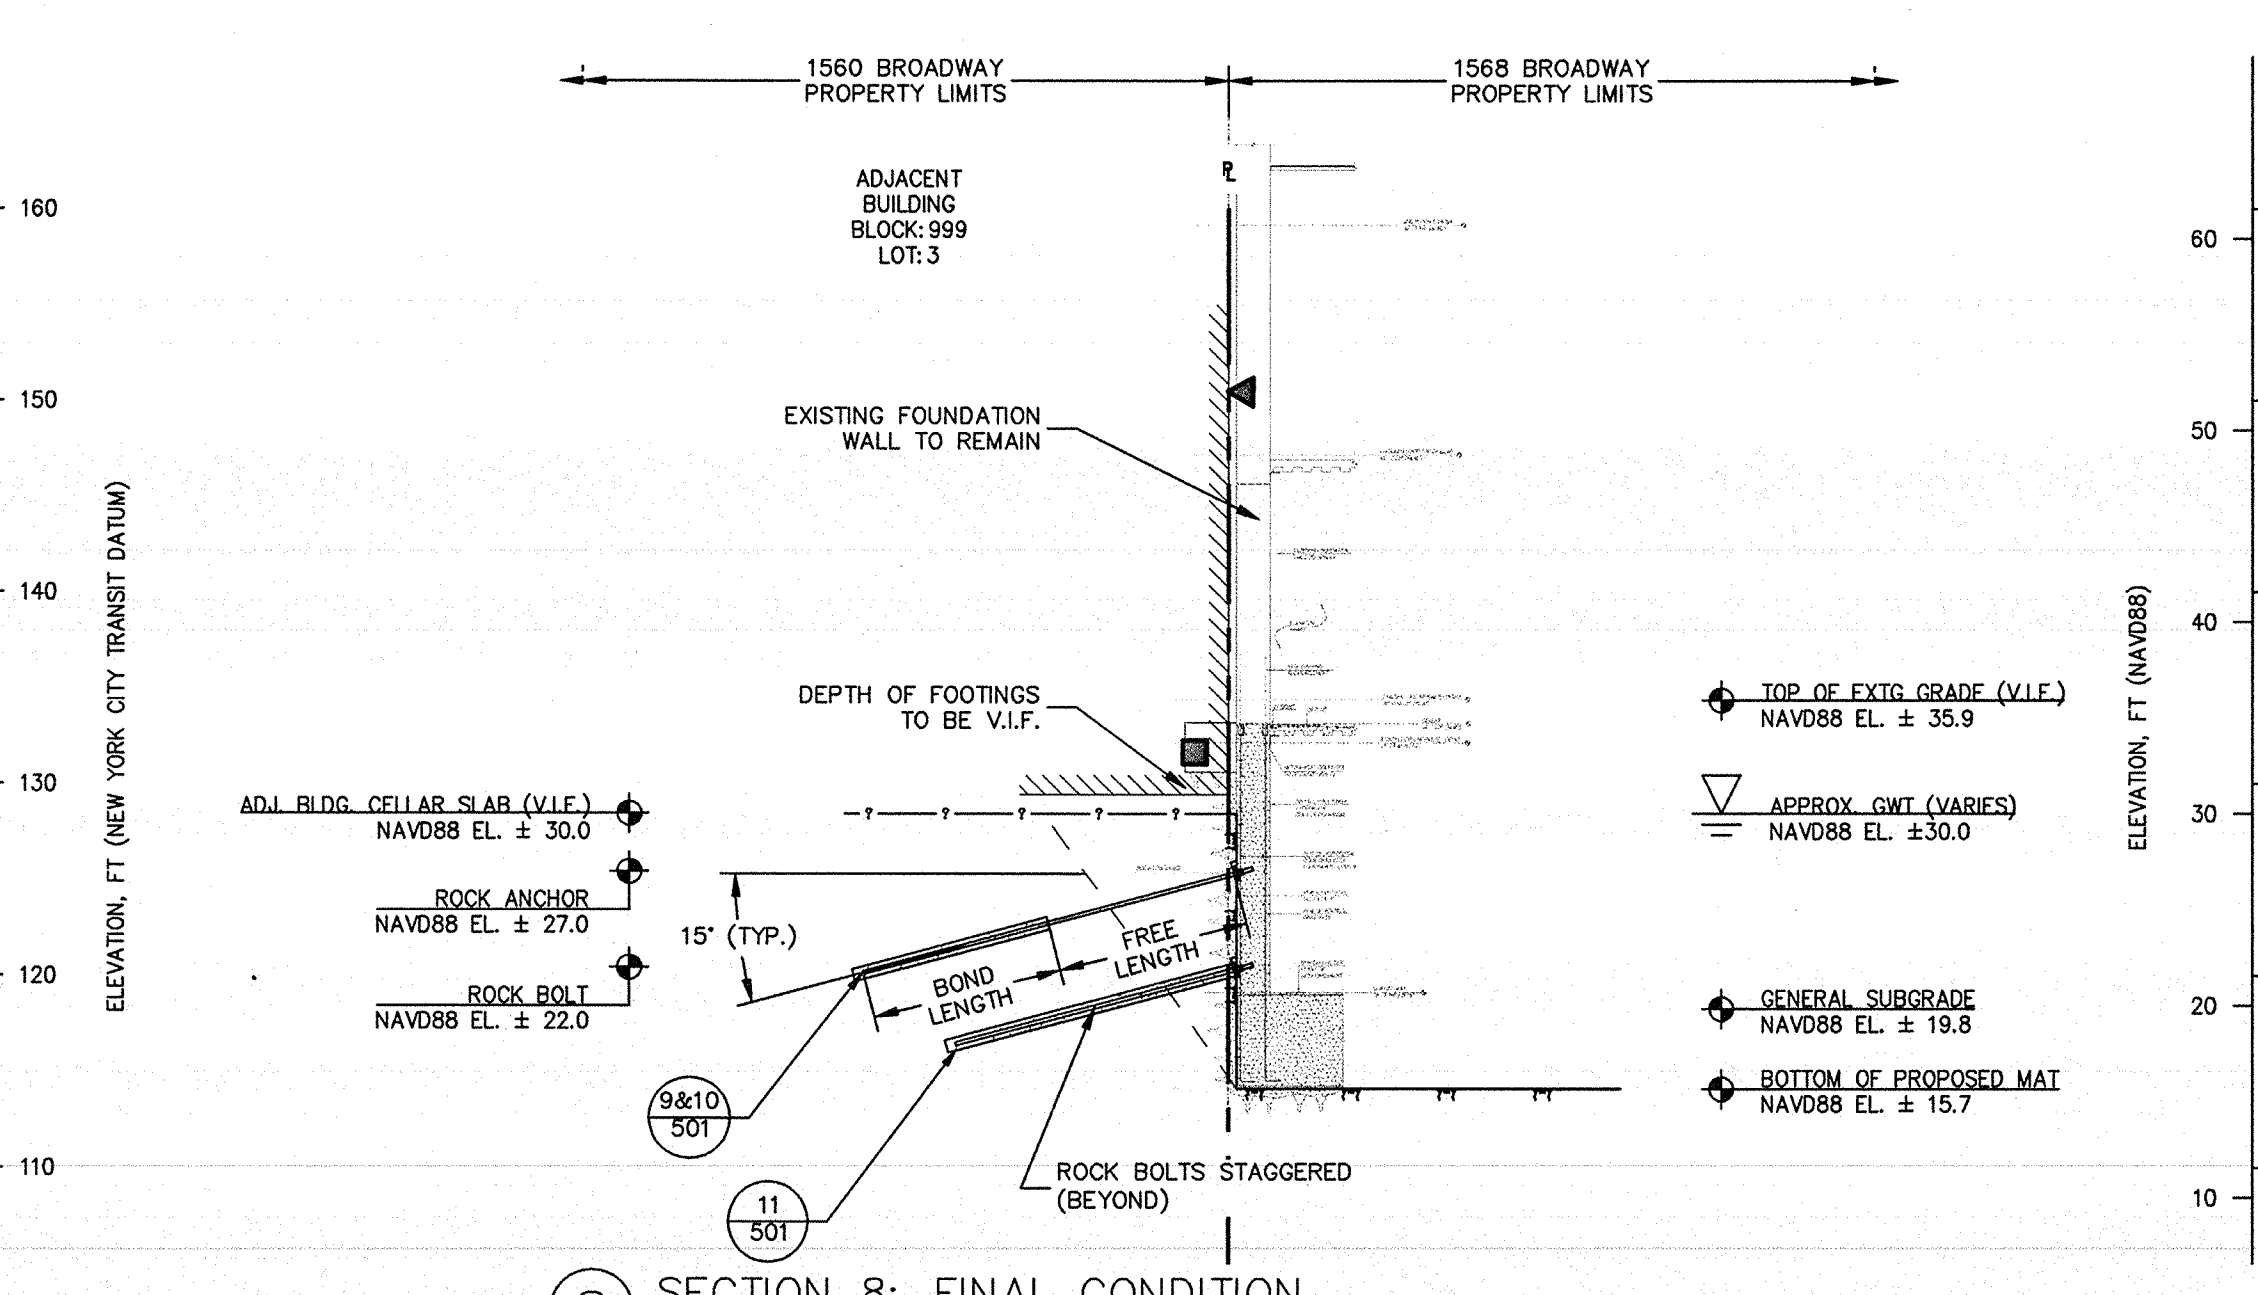 1560 BROADWAY
PROPERTY LIMITS
1568 BROADWAY
PROPERTY LIMITS
ADJACENT
BUILDING
BLOCK: 999
LOT: 3
160
150
140
130
120
110
ELEVATION, FT (NEW YORK CITY TRANSIT DATUM)
60
50
40
30
20
10
ELEVATION, FT (NAVD88)
EXISTING FOUNDATION
WALL TO REMAIN
DEPTH OF FOOTINGS
TO BE V.I.F.
ADJ. BLDG. CELLAR SLAB (V.I.F.)
NAVD88 EL. ± 30.0
ROCK ANCHOR
NAVD88 EL. ± 27.0
ROCK BOLT
NAVD88 EL. ± 22.0
? ? ? ? ?
15° (TYP.)
FREE
LENGTH
BOND
LENGTH
TOP OF EXTG GRADE (V.I.F.)
NAVD88 EL. ± 35.9
APPROX. GWT (VARIES)
NAVD88 EL. ±30.0
GENERAL SUBGRADE
NAVD88 EL. ± 19.8
BOTTOM OF PROPOSED MAT
NAVD88 EL. ± 15.7
9&10
501
11
501
ROCK BOLTS STAGGERED
(BEYOND)
SECTION 8: FINAL CONDITION